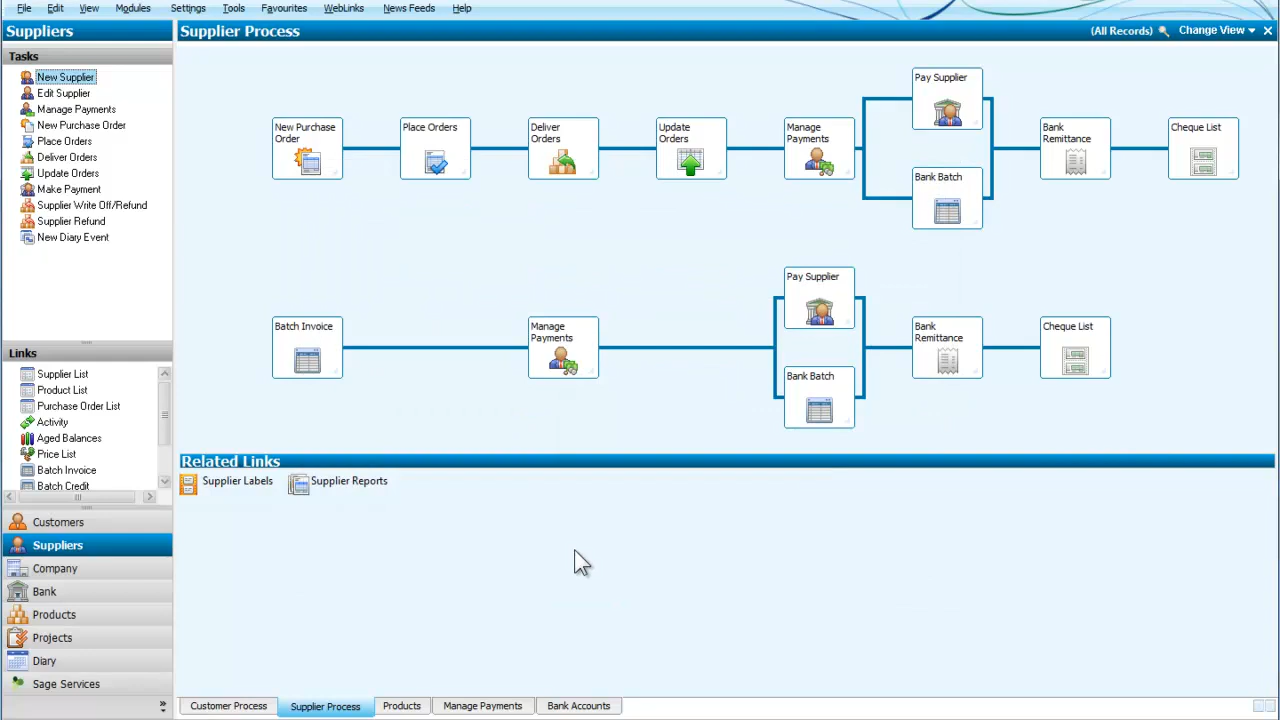 File Edit View Modules Settings Tools Favourites WebLinks News Feeds Help
Suppliers
Tasks
New Supplier
Edit Supplier
Manage Payments
New Purchase Order
Place Orders
Deliver Orders
Update Orders
Make Payment
Supplier Write Off/Refund
Supplier Refund
New Diary Event
Links
Supplier List
Product List
Purchase Order List
Activity
Aged Balances
Price List
Batch Invoice
Batch Credit
Customers
Suppliers
Company
Bank
Products
Projects
Diary
Sage Services
Supplier Process (All Records) Change View
New Purchase
Order
Place Orders
Deliver
Orders
Update
Orders
Manage
Payments
Pay Supplier
Bank Batch
Bank
Remittance
Cheque List
Batch Invoice
Manage
Payments
Pay Supplier
Bank Batch
Bank
Remittance
Cheque List
Related Links
Supplier Labels Supplier Reports
Customer Process Supplier Process Products Manage Payments Bank Accounts